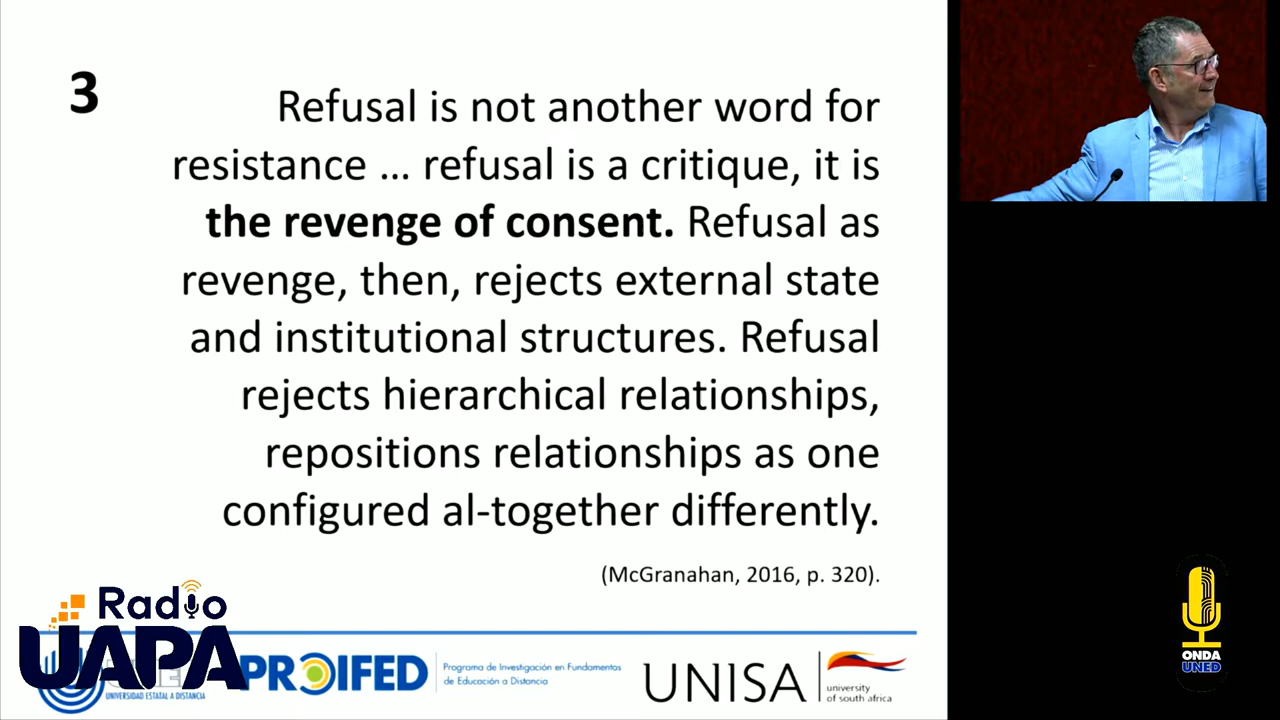 3
Refusal is not another word for
resistance ... refusal is a critique, it is
the revenge of consent. Refusal as
revenge, then, rejects external state
and institutional structures. Refusal
rejects hierarchical relationships,
repositions relationships as one
configured al-together differently.
(McGranahan, 2016, p. 320).
Radio
UAPA
UNIVERSIDAD ESTATAL A DISTANCIA
PROIFED
Programa de Investigación en Fundamentos
de Educación a Distancia
UNISA
university
of south africa
ONDA
UNED